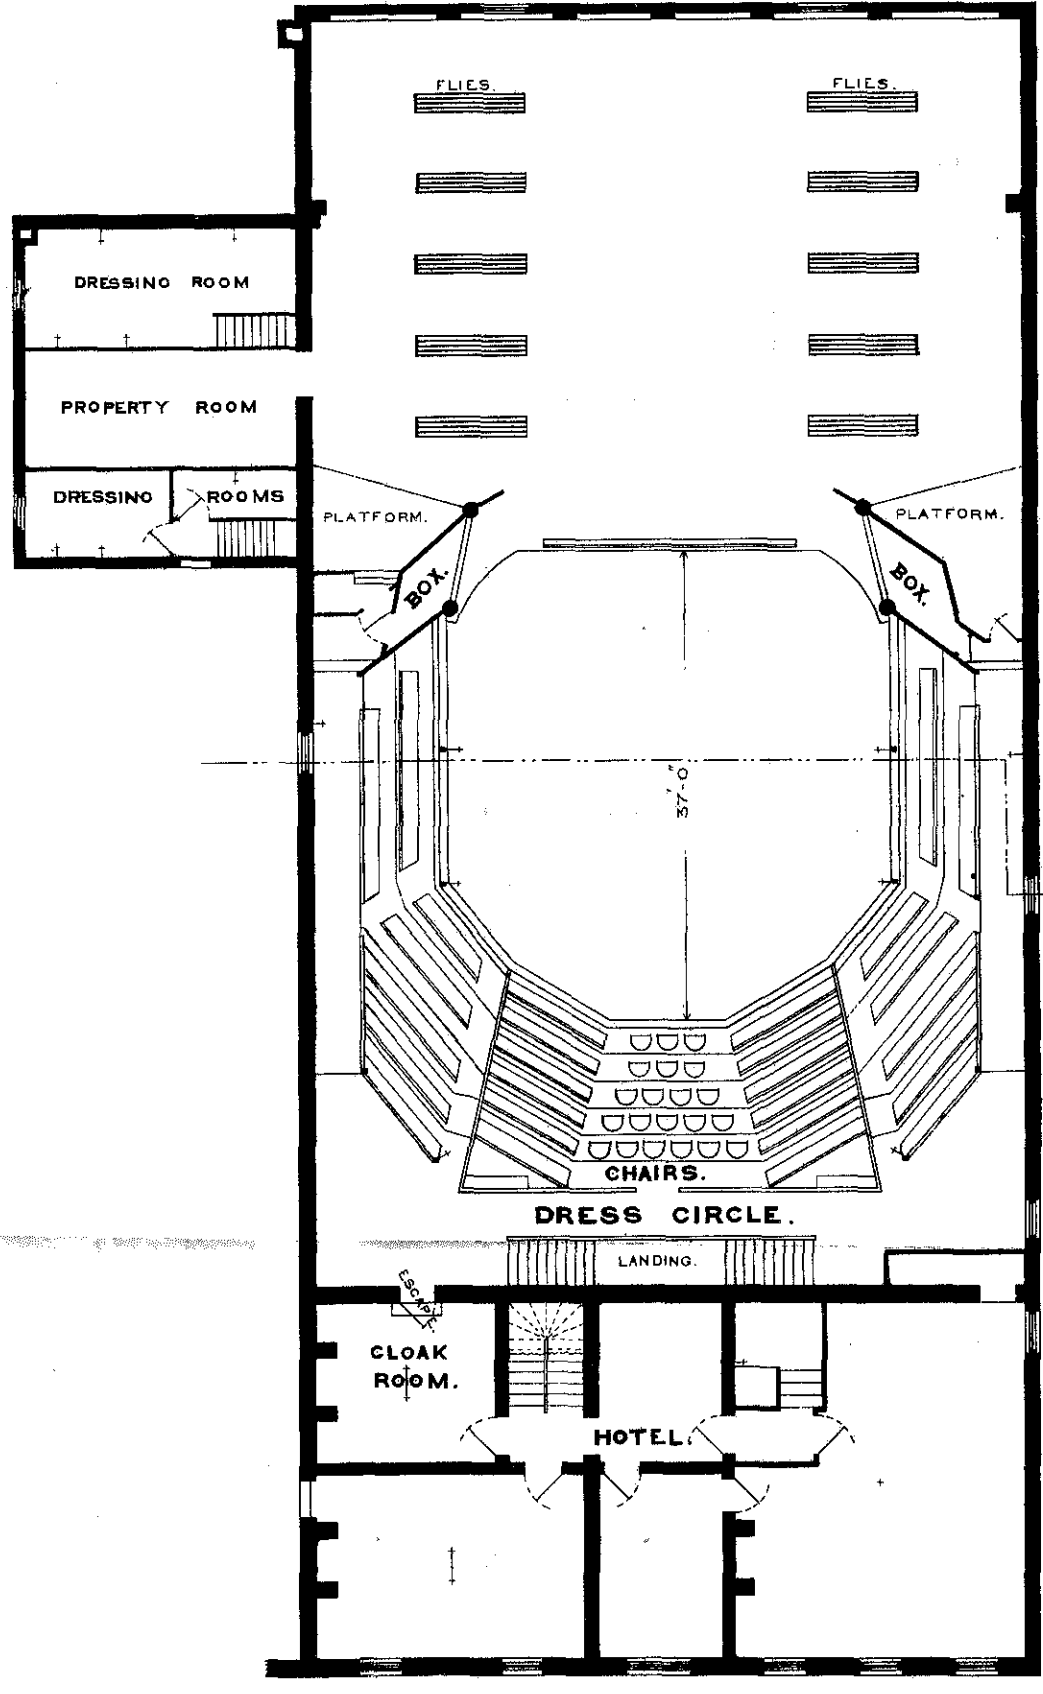 FLIES. FLIES.
DRESSING ROOM
PROPERTY ROOM
DRESSING ROOMS
PLATFORM. PLATFORM.
BOX. BOX.
37'-0"
CHAIRS.
DRESS CIRCLE.
LANDING.
ESCAPE.
CLOAK
ROOM.
HOTEL.